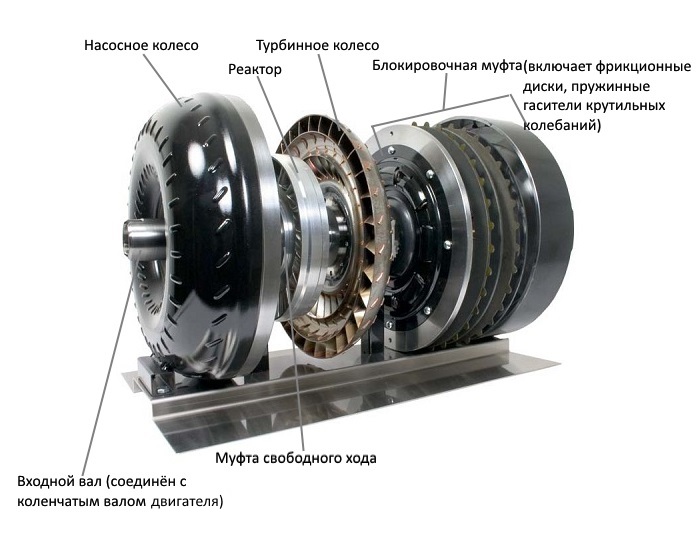 Насосное колесо
Турбинное колесо
Реактор
Блокировочная муфта(включает фрикционные
диски, пружинные
гасители крутильных
колебаний)
Муфта свободного хода
Входной вал (соединён с
коленчатым валом двигателя)